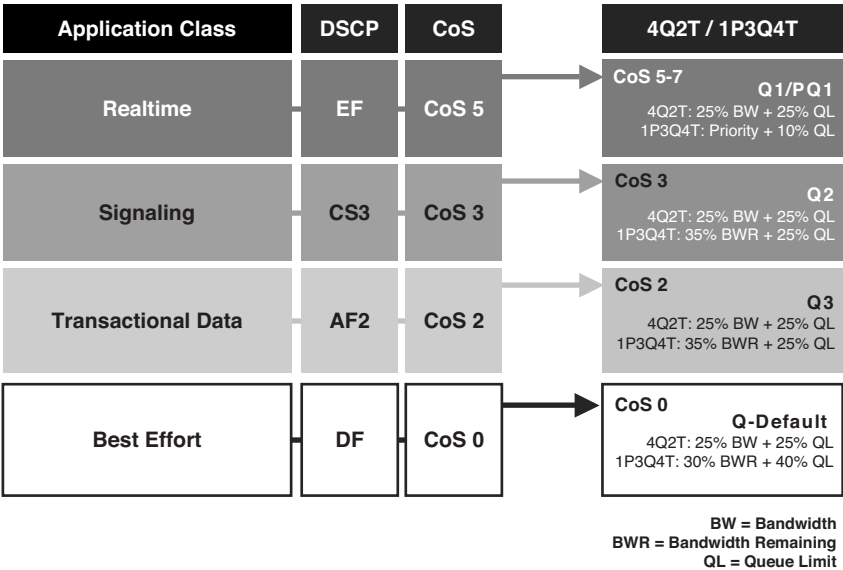 Application Class DSCP CoS 4Q2T / 1P3Q4T
Realtime EF CoS 5
CoS 5-7
Q1/PQ1
4Q2T: 25% BW + 25% QL
1P3Q4T: Priority + 10% QL
Signaling CS3 CoS 3
CoS 3
Q2
4Q2T: 25% BW + 25% QL
1P3Q4T: 35% BWR + 25% QL
Transactional Data AF2 CoS 2
CoS 2
Q3
4Q2T: 25% BW + 25% QL
1P3Q4T: 35% BWR + 25% QL
Best Effort DF CoS 0
CoS 0
Q-Default
4Q2T: 25% BW + 25% QL
1P3Q4T: 30% BWR + 40% QL
BW = Bandwidth
BWR = Bandwidth Remaining
QL = Queue Limit